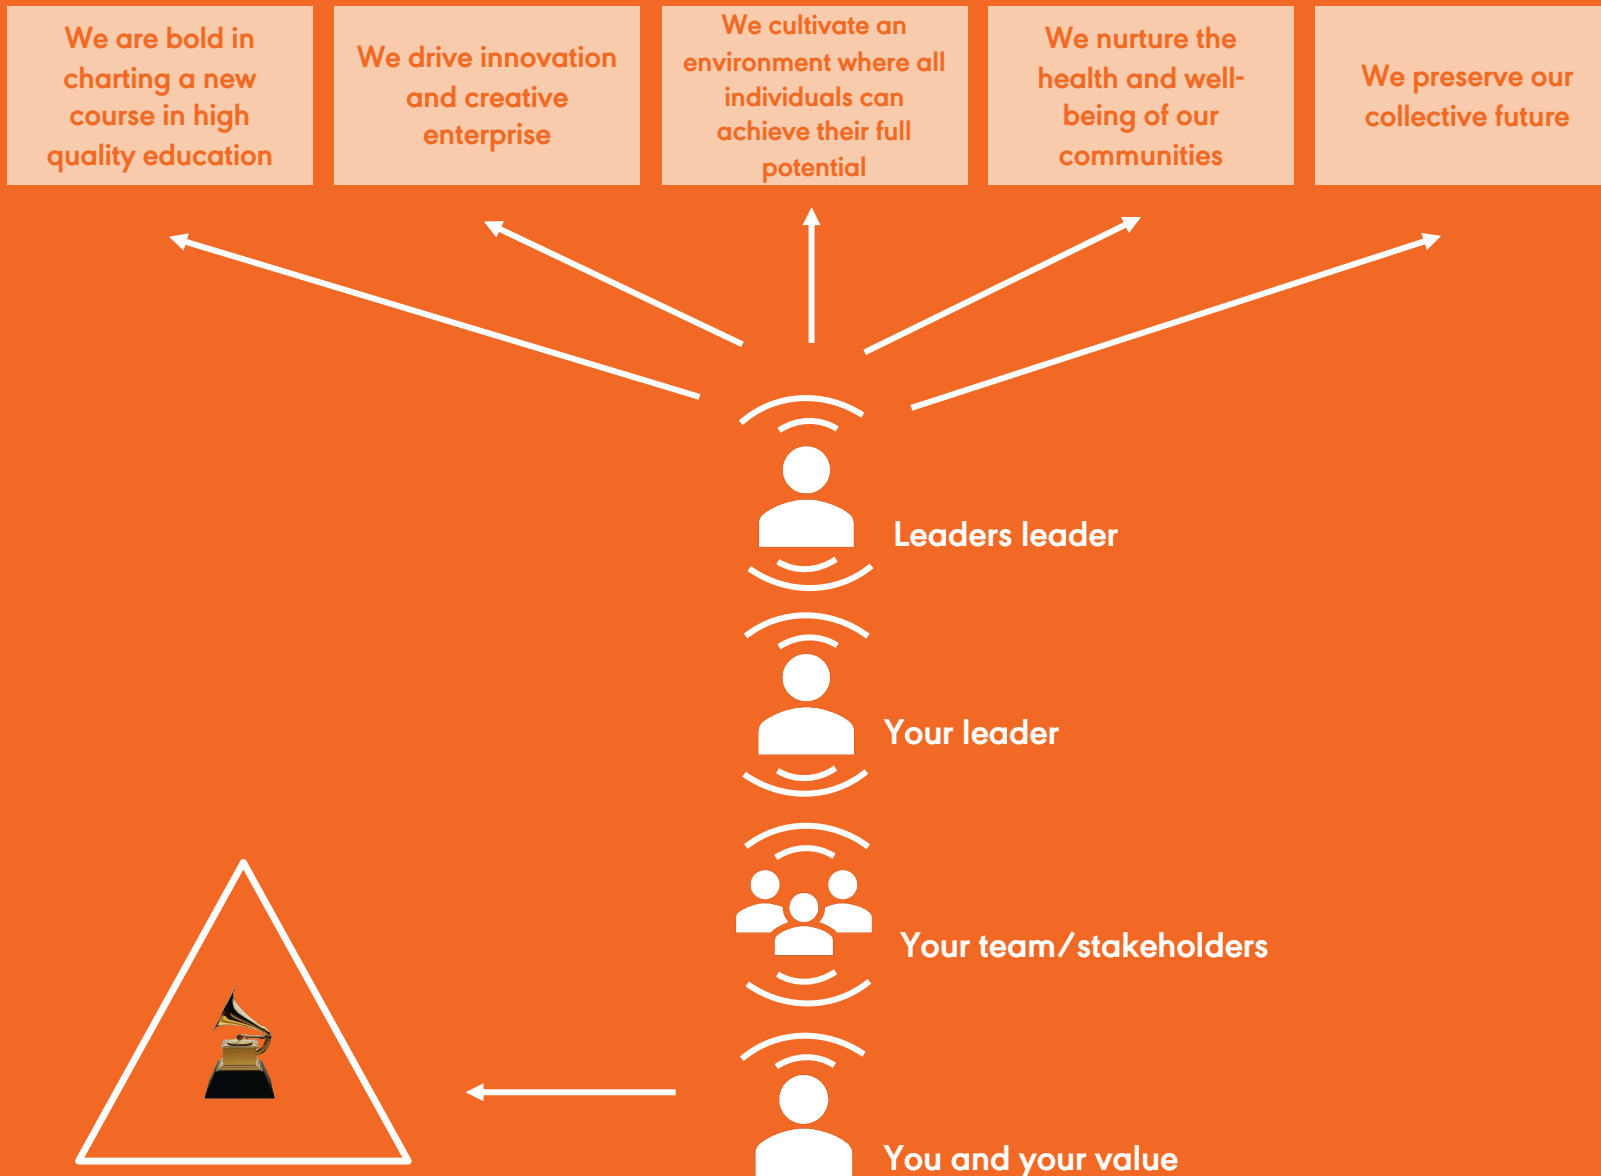 We are bold in
charting a new
course in high
quality education
We drive innovation
and creative
enterprise
We cultivate an
environment where all
individuals can
achieve their full
potential
We nurture the
health and well-
being of our
communities
We preserve our
collective future
Leaders leader
Your leader
Your team/stakeholders
You and your value